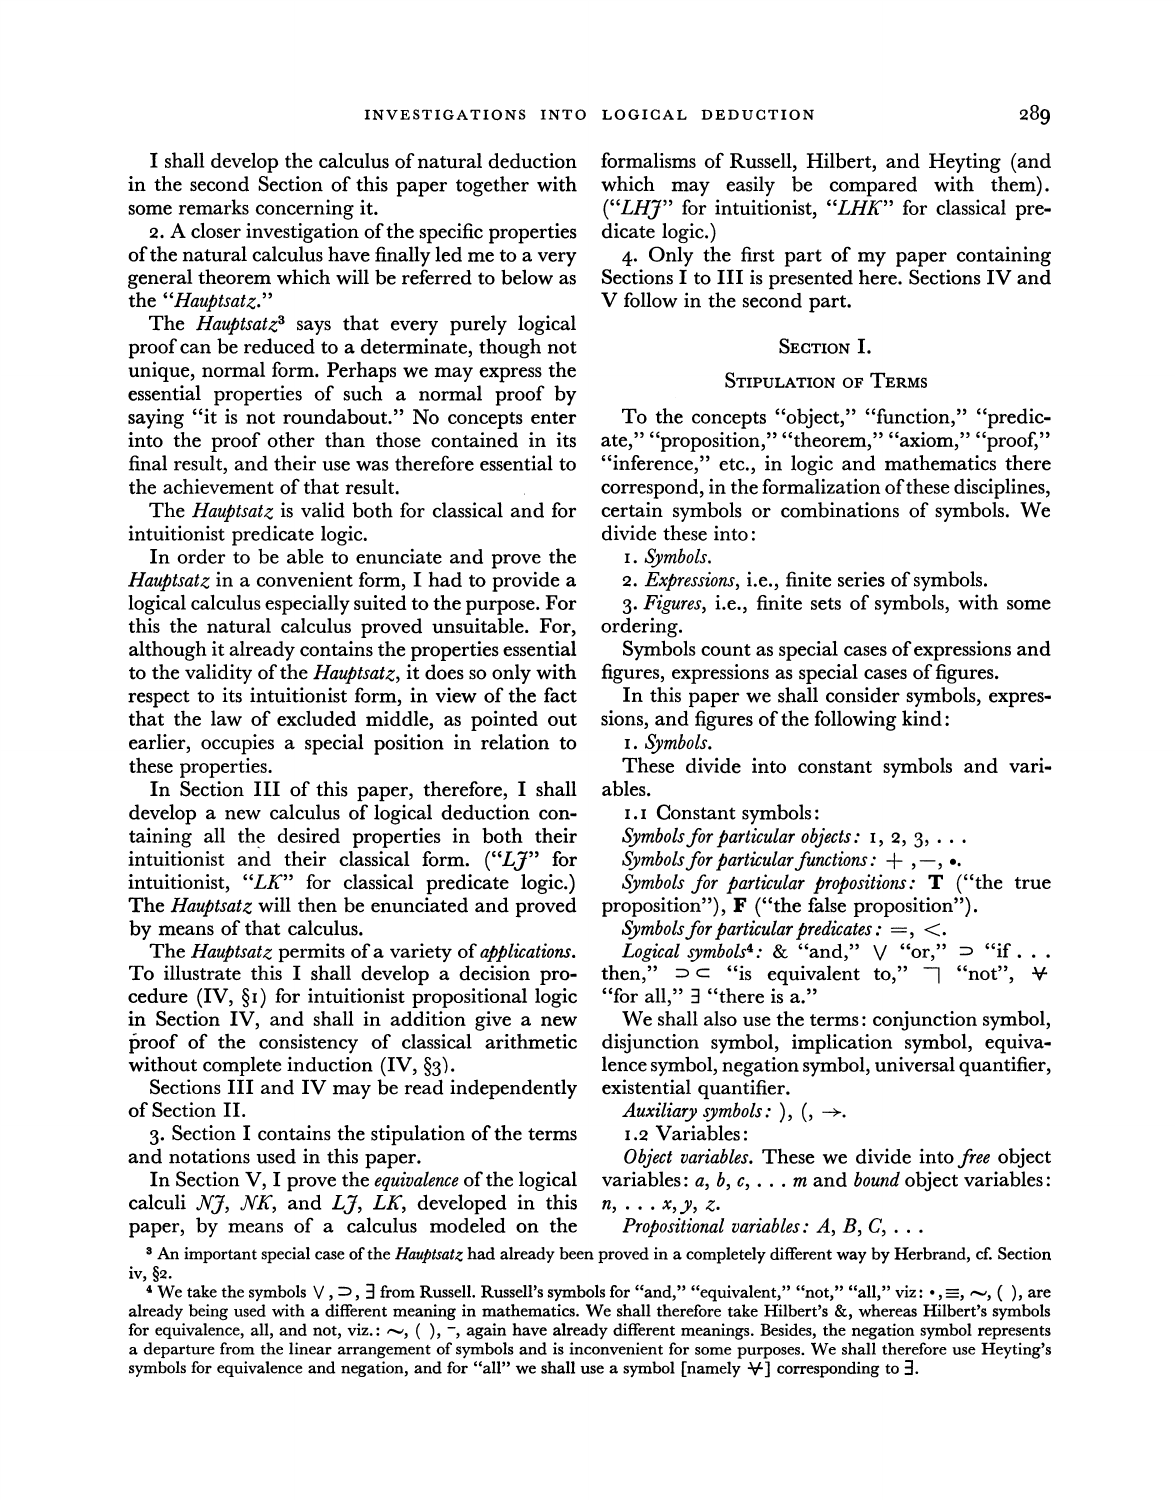 INVESTIGATIONS INTO LOGICAL DEDUCTION 289
I shall develop the calculus of natural deduction
in the second Section of this paper together with
some remarks concerning it.
2. A closer investigation of the specific properties
of the natural calculus have finally led me to a very
general theorem which will be referred to below as
the “Hauptsatz.”
The Hauptsatz³ says that every purely logical
proof can be reduced to a determinate, though not
unique, normal form. Perhaps we may express the
essential properties of such a normal proof by
saying “it is not roundabout.” No concepts enter
into the proof other than those contained in its
final result, and their use was therefore essential to
the achievement of that result.
The Hauptsatz is valid both for classical and for
intuitionist predicate logic.
In order to be able to enunciate and prove the
Hauptsatz in a convenient form, I had to provide a
logical calculus especially suited to the purpose. For
this the natural calculus proved unsuitable. For,
although it already contains the properties essential
to the validity of the Hauptsatz, it does so only with
respect to its intuitionist form, in view of the fact
that the law of excluded middle, as pointed out
earlier, occupies a special position in relation to
these properties.
In Section III of this paper, therefore, I shall
develop a new calculus of logical deduction con-
taining all the desired properties in both their
intuitionist and their classical form. (“LJ” for
intuitionist, “LK” for classical predicate logic.)
The Hauptsatz will then be enunciated and proved
by means of that calculus.
The Hauptsatz permits of a variety of applications.
To illustrate this I shall develop a decision pro-
cedure (IV, §1) for intuitionist propositional logic
in Section IV, and shall in addition give a new
proof of the consistency of classical arithmetic
without complete induction (IV, §3).
Sections III and IV may be read independently
of Section II.
3. Section I contains the stipulation of the terms
and notations used in this paper.
In Section V, I prove the equivalence of the logical
calculi NJ, NK, and LJ, LK, developed in this
paper, by means of a calculus modeled on the
formalisms of Russell, Hilbert, and Heyting (and
which may easily be compared with them).
(“LHJ” for intuitionist, “LHK” for classical pre-
dicate logic.)
4. Only the first part of my paper containing
Sections I to III is presented here. Sections IV and
V follow in the second part.
SECTION I.
STIPULATION OF TERMS
To the concepts “object,” “function,” “predic-
ate,” “proposition,” “theorem,” “axiom,” “proof,”
“inference,” etc., in logic and mathematics there
correspond, in the formalization of these disciplines,
certain symbols or combinations of symbols. We
divide these into:
1. Symbols.
2. Expressions, i.e., finite series of symbols.
3. Figures, i.e., finite sets of symbols, with some
ordering.
Symbols count as special cases of expressions and
figures, expressions as special cases of figures.
In this paper we shall consider symbols, expres-
sions, and figures of the following kind:
1. Symbols.
These divide into constant symbols and vari-
ables.
1.1 Constant symbols:
Symbols for particular objects: 1, 2, 3, . . .
Symbols for particular functions: + ,−, •.
Symbols for particular propositions: T (“the true
proposition”), F (“the false proposition”).
Symbols for particular predicates: =, <.
Logical symbols⁴: & “and,” ∨ “or,” ⊃ “if . . .
then,” ⊃⊂ “is equivalent to,” ¬ “not”, ∀
“for all,” ∃ “there is a.”
We shall also use the terms: conjunction symbol,
disjunction symbol, implication symbol, equiva-
lence symbol, negation symbol, universal quantifier,
existential quantifier.
Auxiliary symbols: ), (, →.
1.2 Variables:
Object variables. These we divide into free object
variables: a, b, c, . . . m and bound object variables:
n, . . . x, y, z.
Propositional variables: A, B, C, . . .
³ An important special case of the Hauptsatz had already been proved in a completely different way by Herbrand, cf. Section
iv, §2.
⁴ We take the symbols ∨, ⊃, ∃ from Russell. Russell’s symbols for “and,” “equivalent,” “not,” “all,” viz: •,≡, ∼, ( ), are
already being used with a different meaning in mathematics. We shall therefore take Hilbert’s &, whereas Hilbert’s symbols
for equivalence, all, and not, viz.: ∼, ( ), ‾, again have already different meanings. Besides, the negation symbol represents
a departure from the linear arrangement of symbols and is inconvenient for some purposes. We shall therefore use Heyting’s
symbols for equivalence and negation, and for “all” we shall use a symbol [namely ∀] corresponding to ∃.